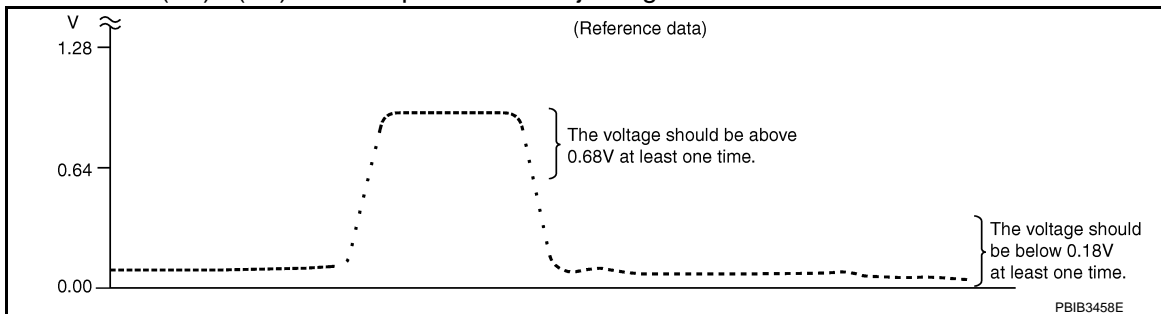 V
(Reference data)
1.28
The voltage should be above
0.68V at least one time.
0.64
The voltage should
be below 0.18V
at least one time.
0.00
PBIB3458E